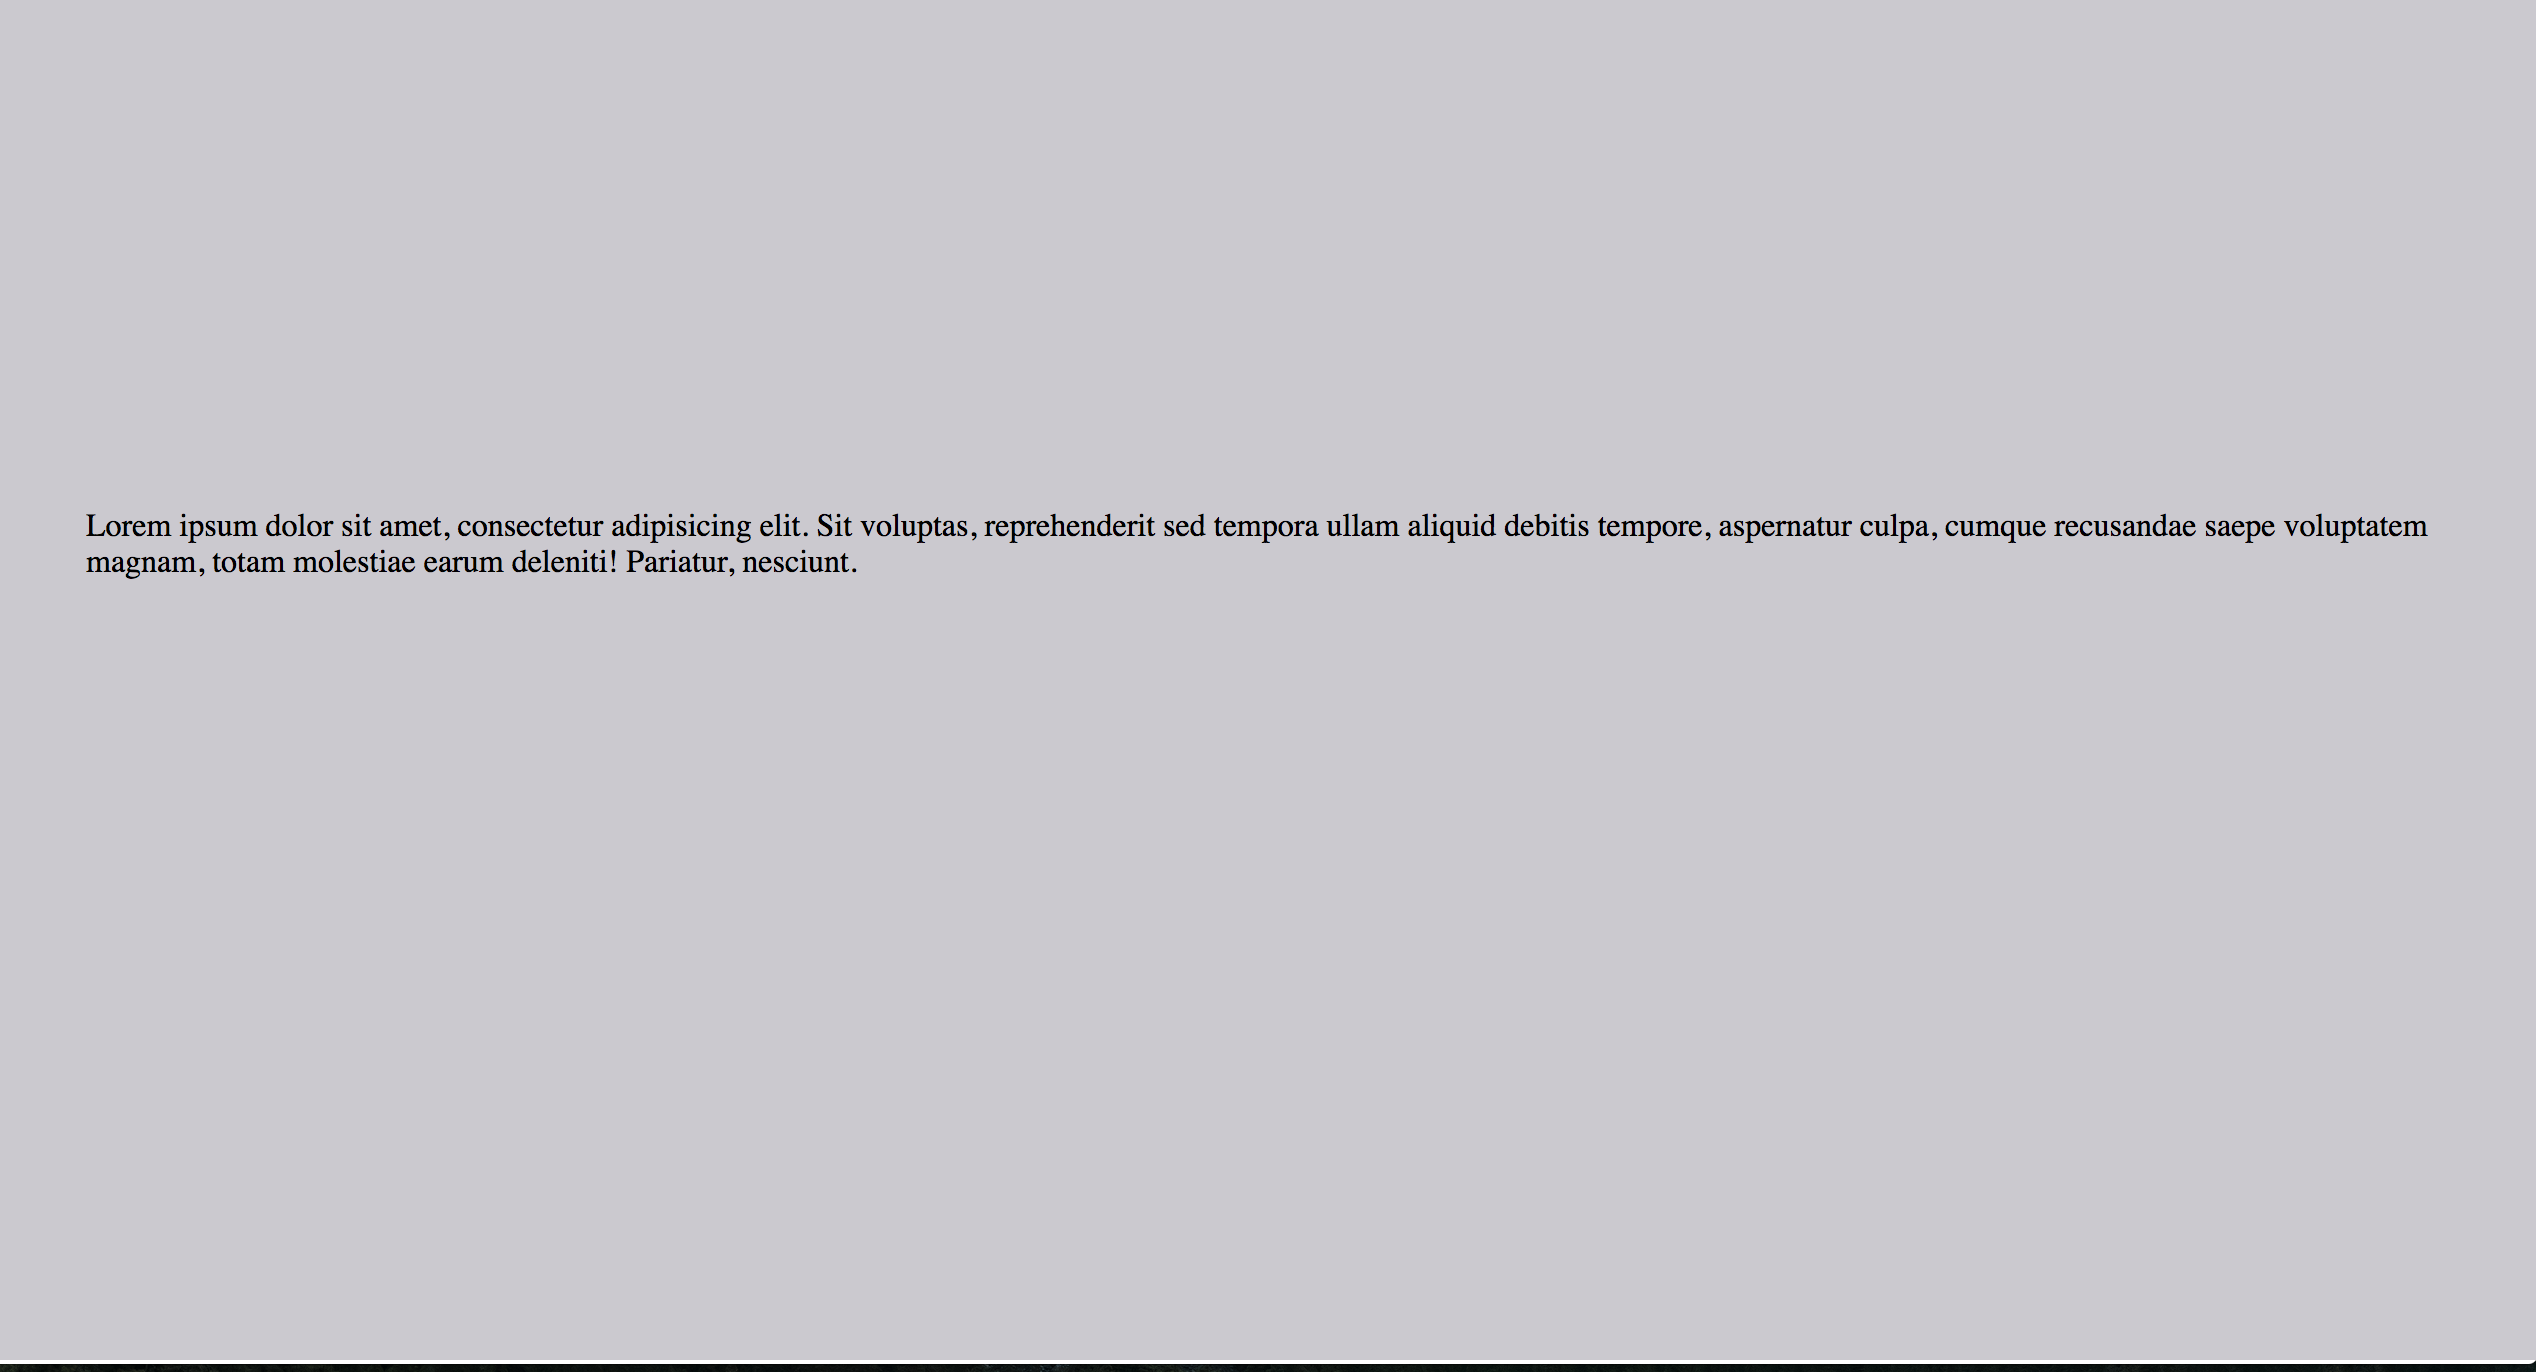 Lorem ipsum dolor sit amet, consectetur adipisicing elit. Sit voluptas, reprehenderit sed tempora ullam aliquid debitis tempore, aspernatur culpa, cumque recusandae saepe voluptatem
magnam, totam molestiae earum deleniti! Pariatur, nesciunt.